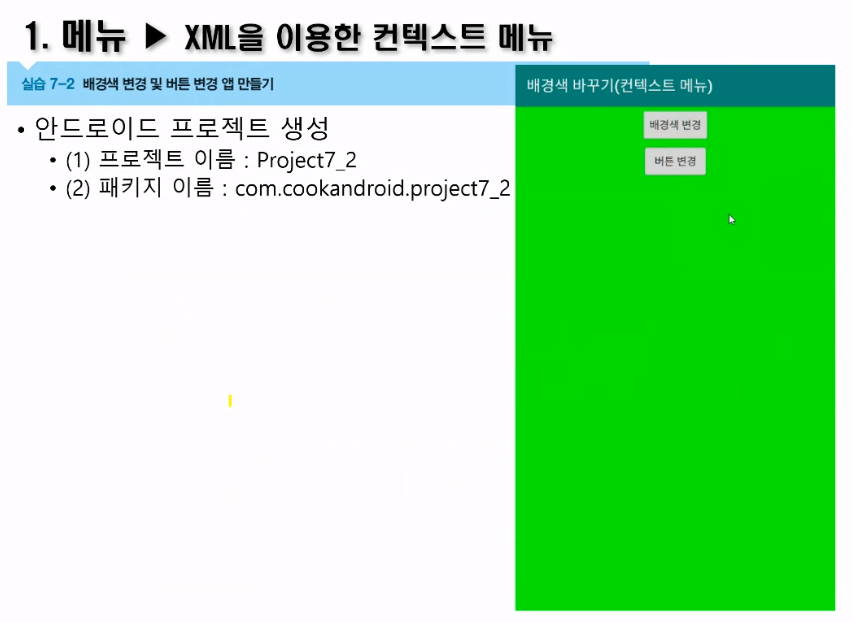 1. 메뉴 ▶ XML을 이용한 컨텍스트 메뉴
실습 7-2 배경색 변경 및 버튼 변경 앱 만들기
• 안드로이드 프로젝트 생성
• (1) 프로젝트 이름 : Project7_2
• (2) 패키지 이름 : com.cookandroid.project7_2
배경색 바꾸기(컨텍스트 메뉴)
배경색 변경
버튼 변경